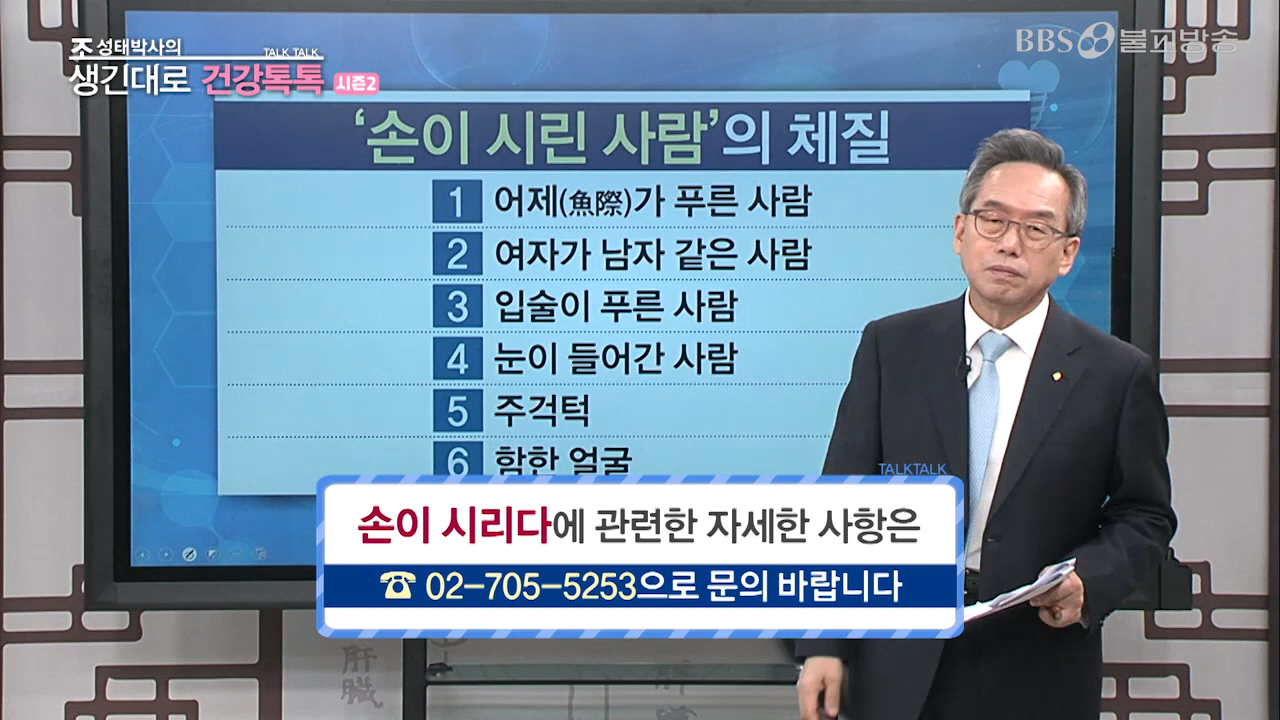 조성태박사의
TALK TALK
생긴대로 건강톡톡 시즌2
BBS 불교방송
‘손이 시린 사람’의 체질
1 어제(魚際)가 푸른 사람
2 여자가 남자 같은 사람
3 입술이 푸른 사람
4 눈이 들어간 사람
5 주걱턱
6 함한 얼굴
TALKTALK
손이 시리다에 관련한 자세한 사항은
☎ 02-705-5253으로 문의 바랍니다
肝臟